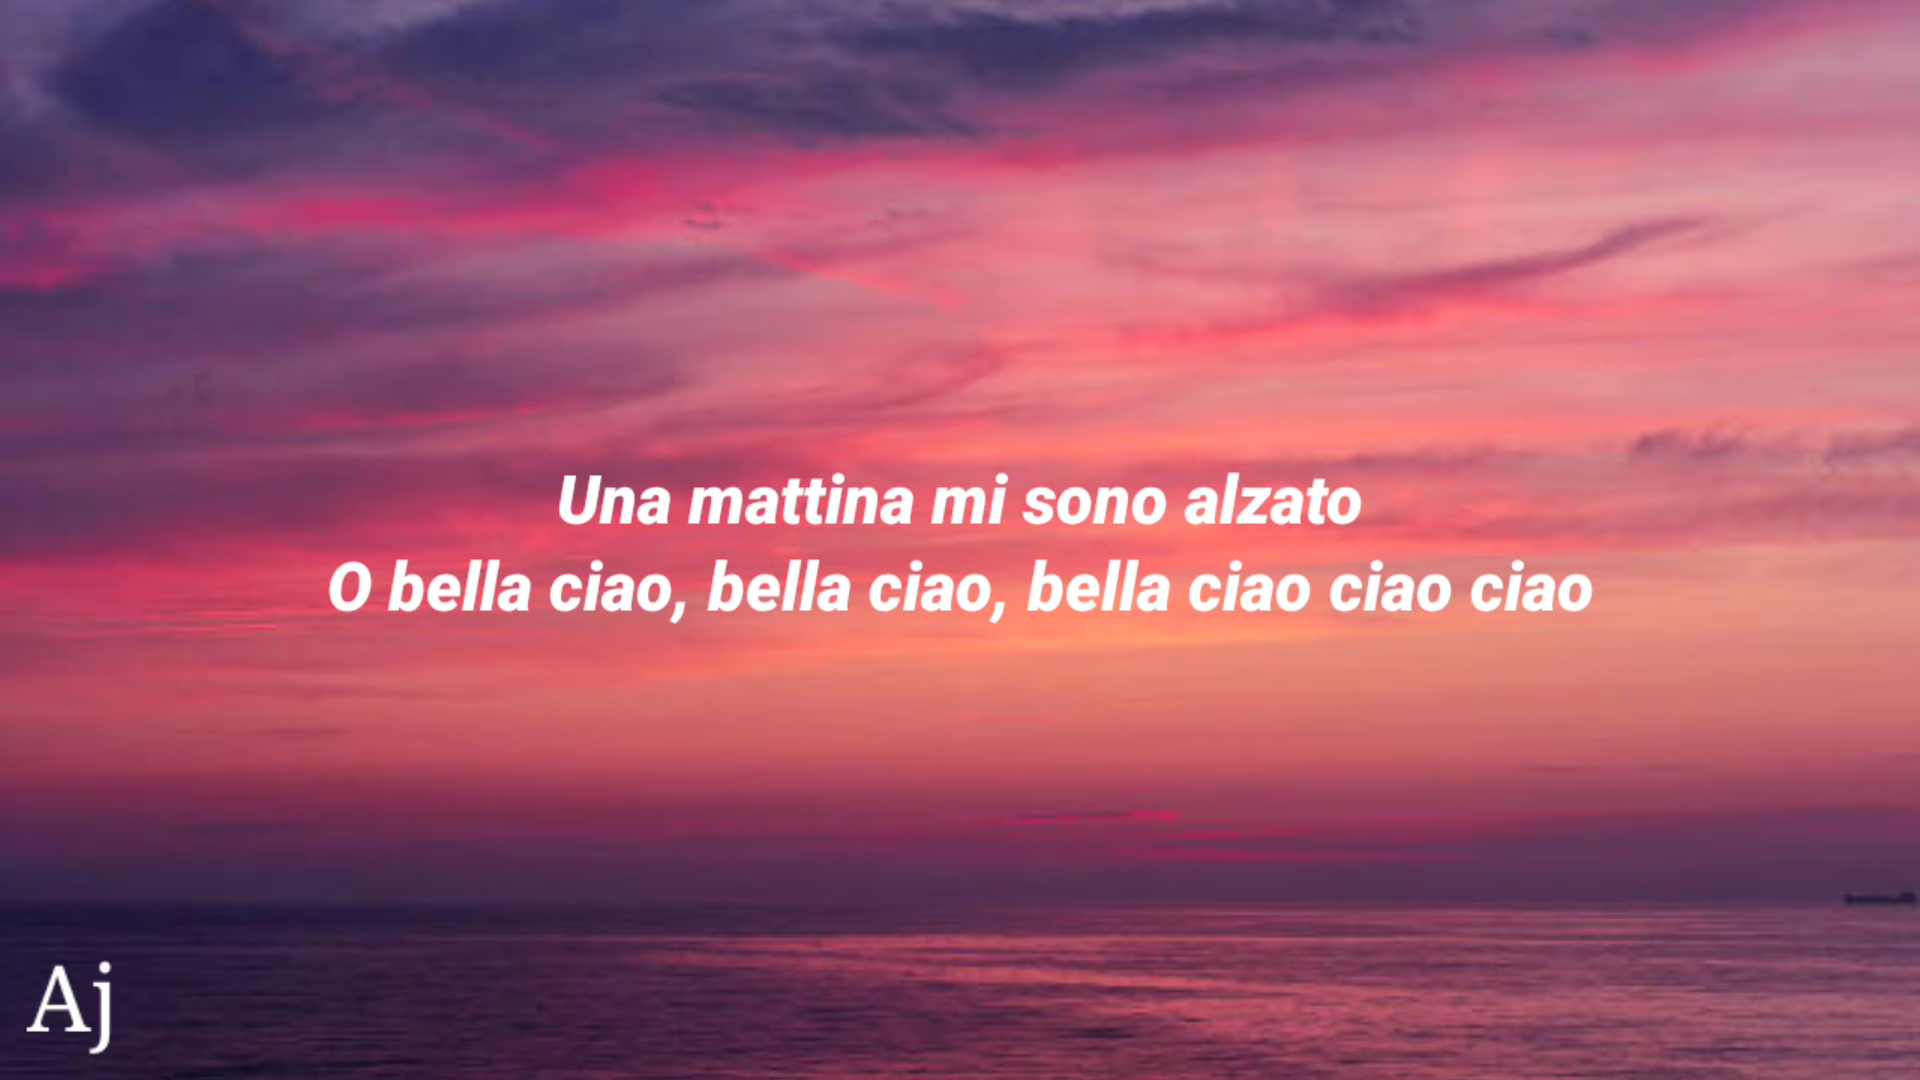 Una mattina mi sono alzato
O bella ciao, bella ciao, bella ciao ciao ciao
Aj